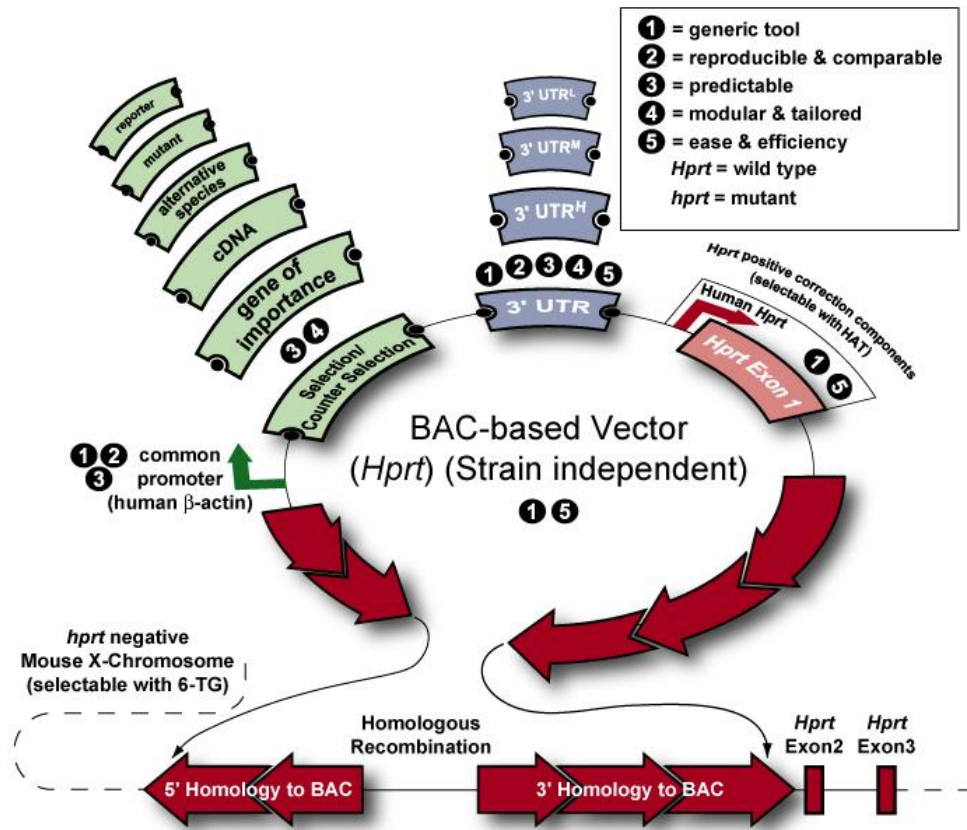 1 = generic tool
2 = reproducible & comparable
3 = predictable
4 = modular & tailored
5 = ease & efficiency
Hprt = wild type
hprt = mutant
reporter
mutant
alternative
species
cDNA
gene of
importance
3 4
Selection/
Counter Selection
3' UTRL
3' UTRM
3' UTRH
1 2 3 4 5
3' UTR
Hprt positive correction components
(selectable with HAT)
Human Hprt
Hprt Exon 1
1 5
BAC-based Vector
(Hprt) (Strain independent)
1 5
1 2 common
3 promoter
(human β-actin)
hprt negative
Mouse X-Chromosome
(selectable with 6-TG)
Homologous
Recombination
Hprt
Exon2
Hprt
Exon3
5' Homology to BAC
3' Homology to BAC